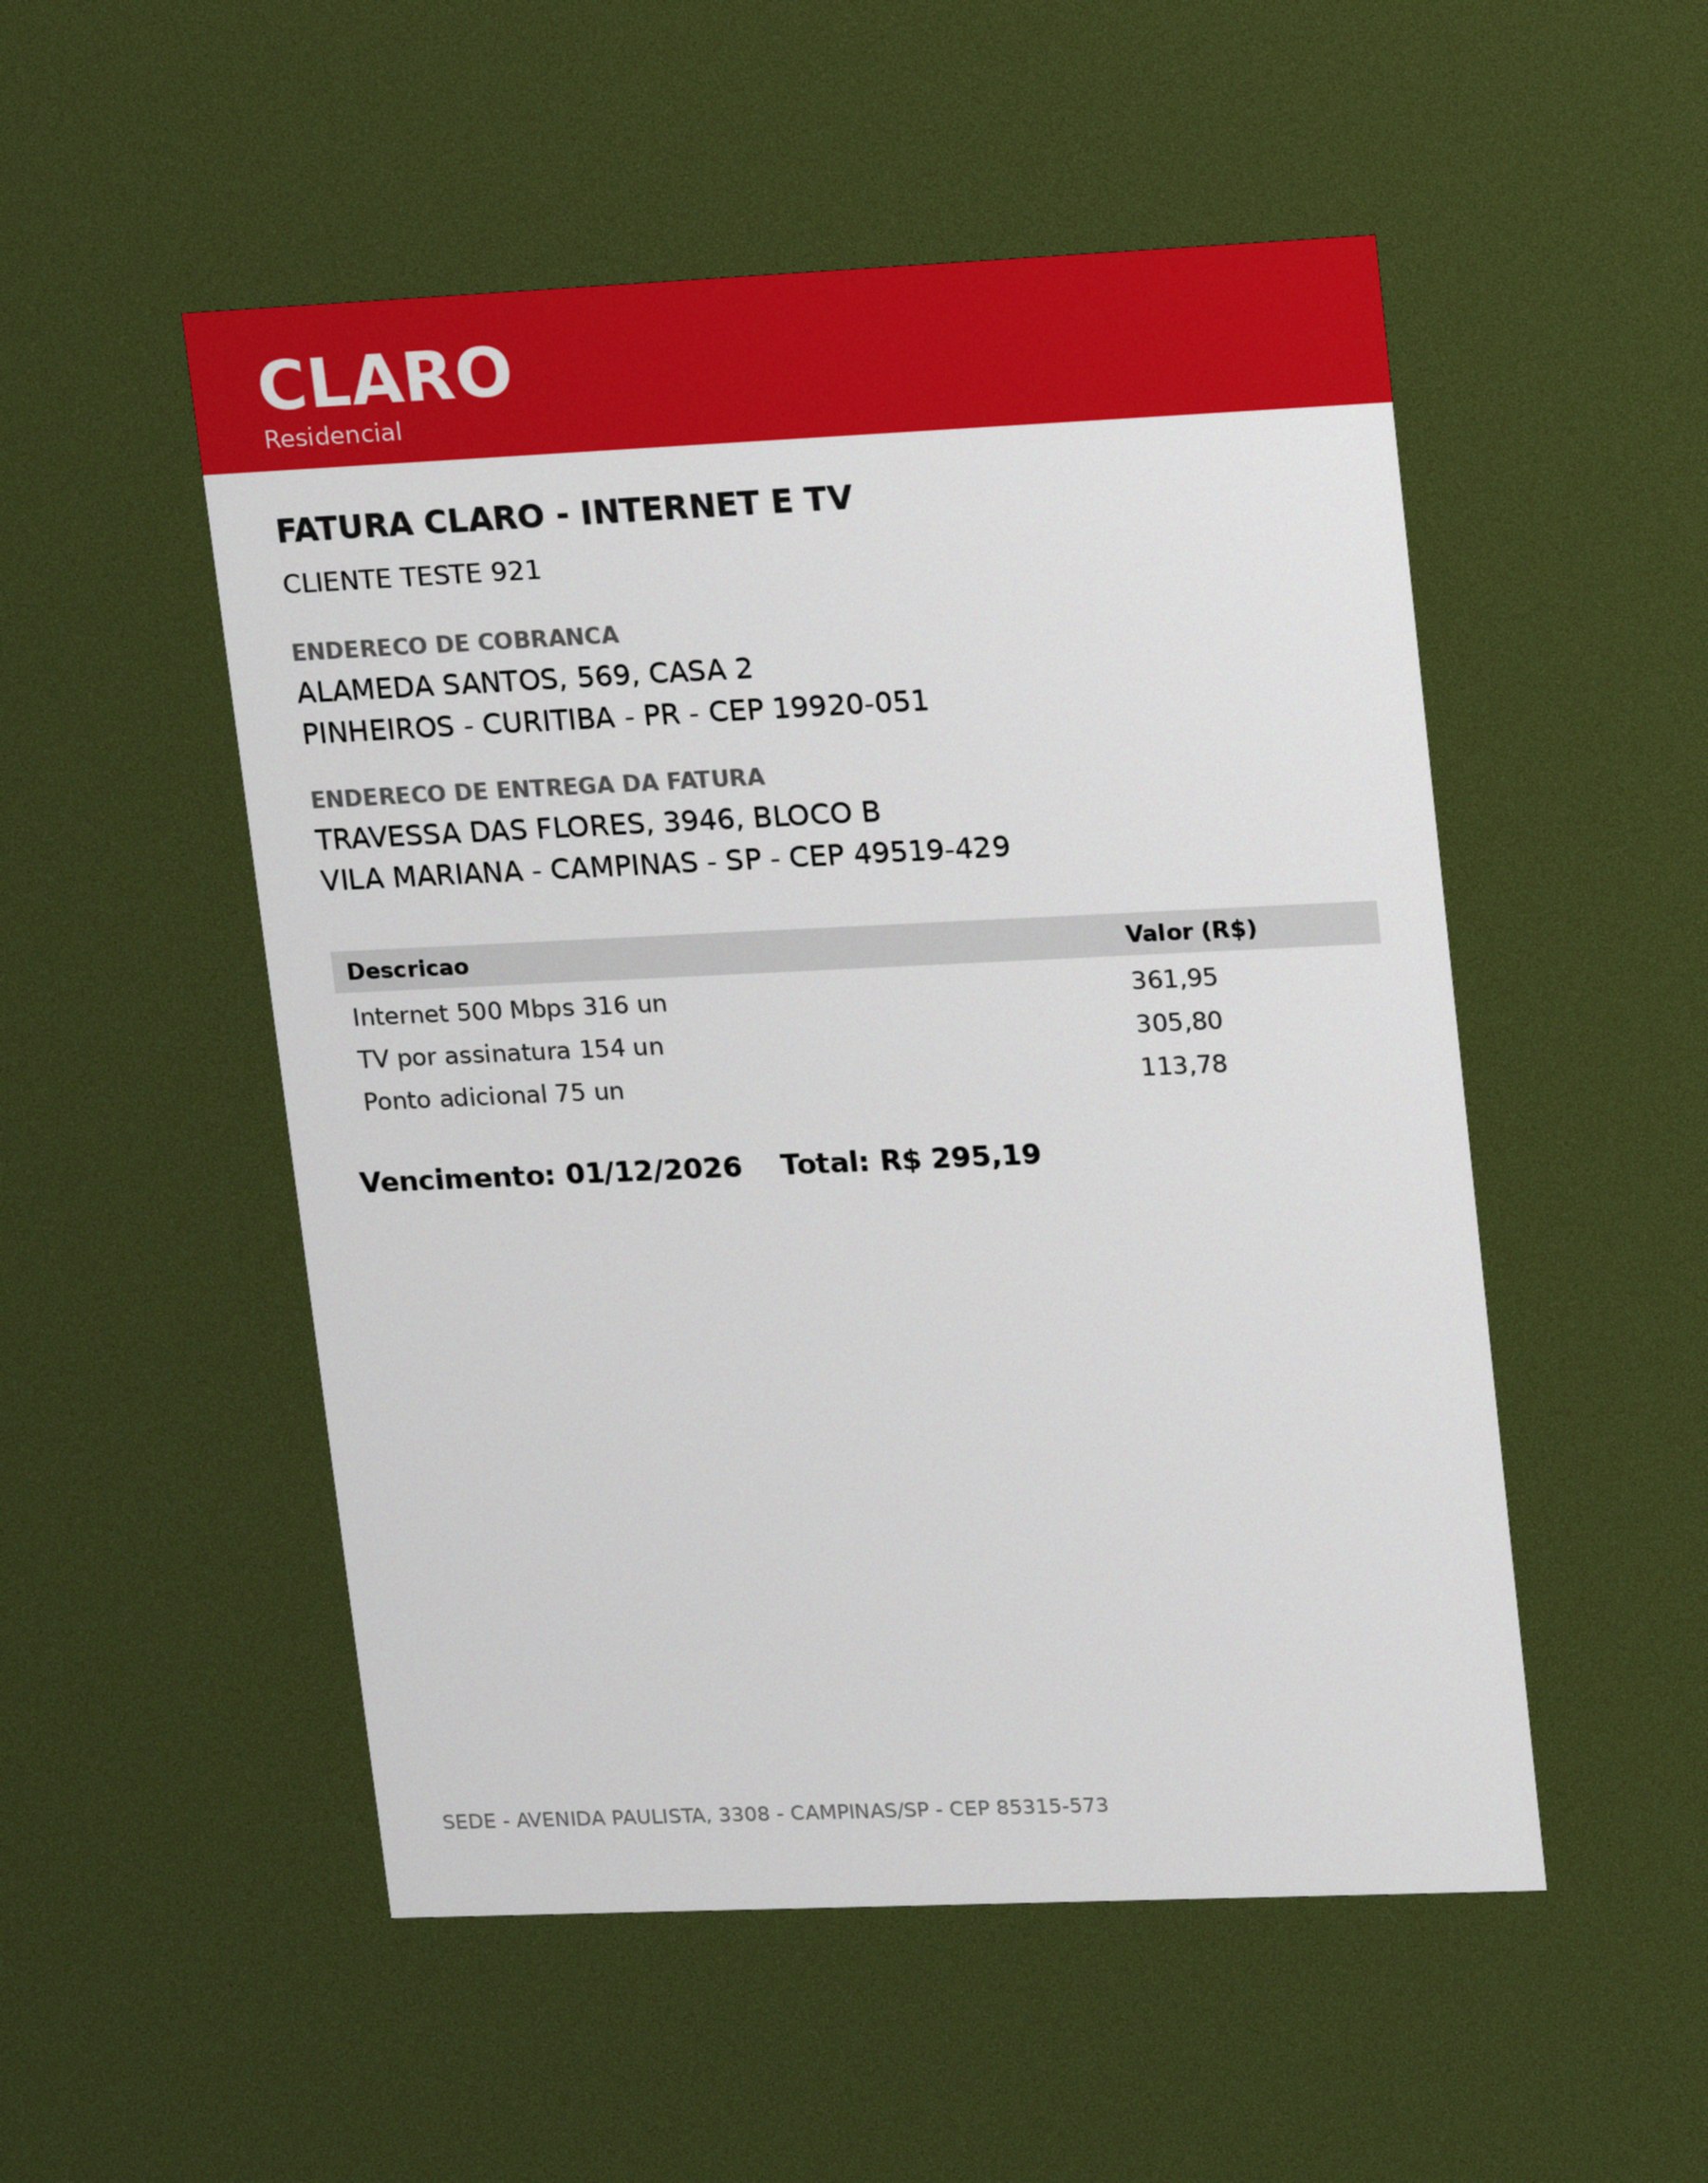 CLARO
Residencial
FATURA CLARO - INTERNET E TV
CLIENTE TESTE 921
ENDERECO DE COBRANCA
ALAMEDA SANTOS, 569, CASA 2
PINHEIROS - CURITIBA - PR - CEP 19920-051
ENDERECO DE ENTREGA DA FATURA
TRAVESSA DAS FLORES, 3946, BLOCO B
VILA MARIANA - CAMPINAS - SP - CEP 49519-429
Descricao Valor (R$)
Internet 500 Mbps 316 un 361,95
TV por assinatura 154 un 305,80
Ponto adicional 75 un 113,78
Vencimento: 01/12/2026 Total: R$ 295,19
SEDE - AVENIDA PAULISTA, 3308 - CAMPINAS/SP - CEP 85315-573